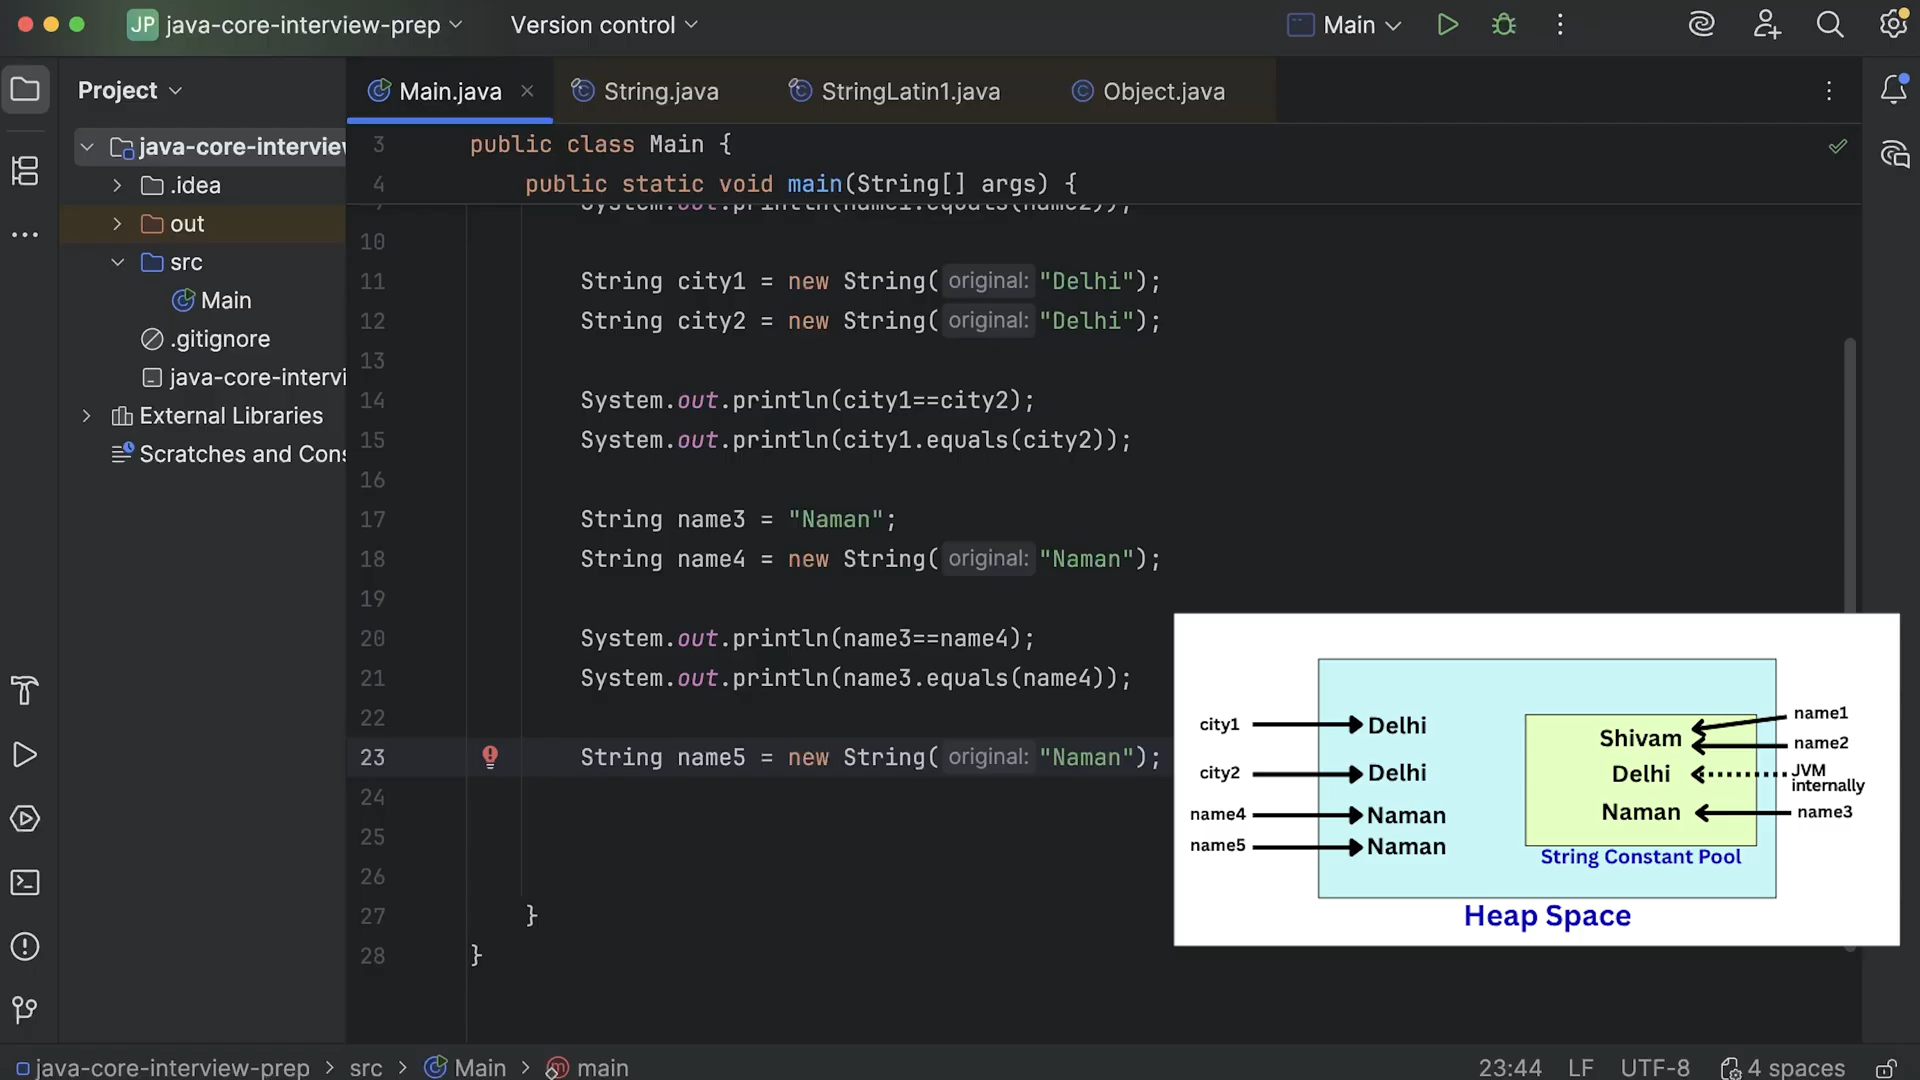 JP java-core-interview-prep
Version control
Main
Project
Main.java
String.java
StringLatin1.java
Object.java
java-core-interview
.idea
out
src
Main
.gitignore
java-core-intervi
External Libraries
Scratches and Cons
3 public class Main {
4 public static void main(String[] args) {
System.out.println(name1.equals(name2));
10
11 String city1 = new String( original: "Delhi");
12 String city2 = new String( original: "Delhi");
13
14 System.out.println(city1==city2);
15 System.out.println(city1.equals(city2));
16
17 String name3 = "Naman";
18 String name4 = new String( original: "Naman");
19
20 System.out.println(name3==name4);
21 System.out.println(name3.equals(name4));
22
23 String name5 = new String( original: "Naman");
24
25
26
27 }
28 }
city1 Delhi
city2 Delhi
name4 Naman
name5 Naman
Shivam
Delhi
Naman
String Constant Pool
name1
name2
JVM
internally
name3
Heap Space
java-core-interview-prep > src > Main > main
23:44 LF UTF-8 4 spaces